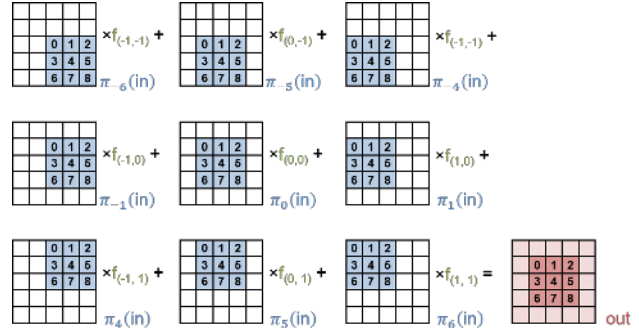 0 1 2 ×f(-1,-1) + 0 1 2 ×f(0,-1) + 0 1 2 ×f(-1,-1) +
3 4 5 3 4 5 3 4 5
6 7 8 π₋₆(in) 6 7 8 π₋₅(in) 6 7 8 π₋₄(in)
0 1 2 0 1 2 0 1 2
3 4 5 ×f(-1,0) + 3 4 5 ×f(0,0) + 3 4 5 ×f(1,0) +
6 7 8 6 7 8 6 7 8
π₋₁(in) π₀(in) π₁(in)
0 1 2 0 1 2 0 1 2
3 4 5 3 4 5 3 4 5 0 1 2
6 7 8 ×f(-1, 1) + 6 7 8 ×f(0, 1) + 6 7 8 ×f(1, 1) = 3 4 5
6 7 8
π₄(in) π₅(in) π₆(in) out